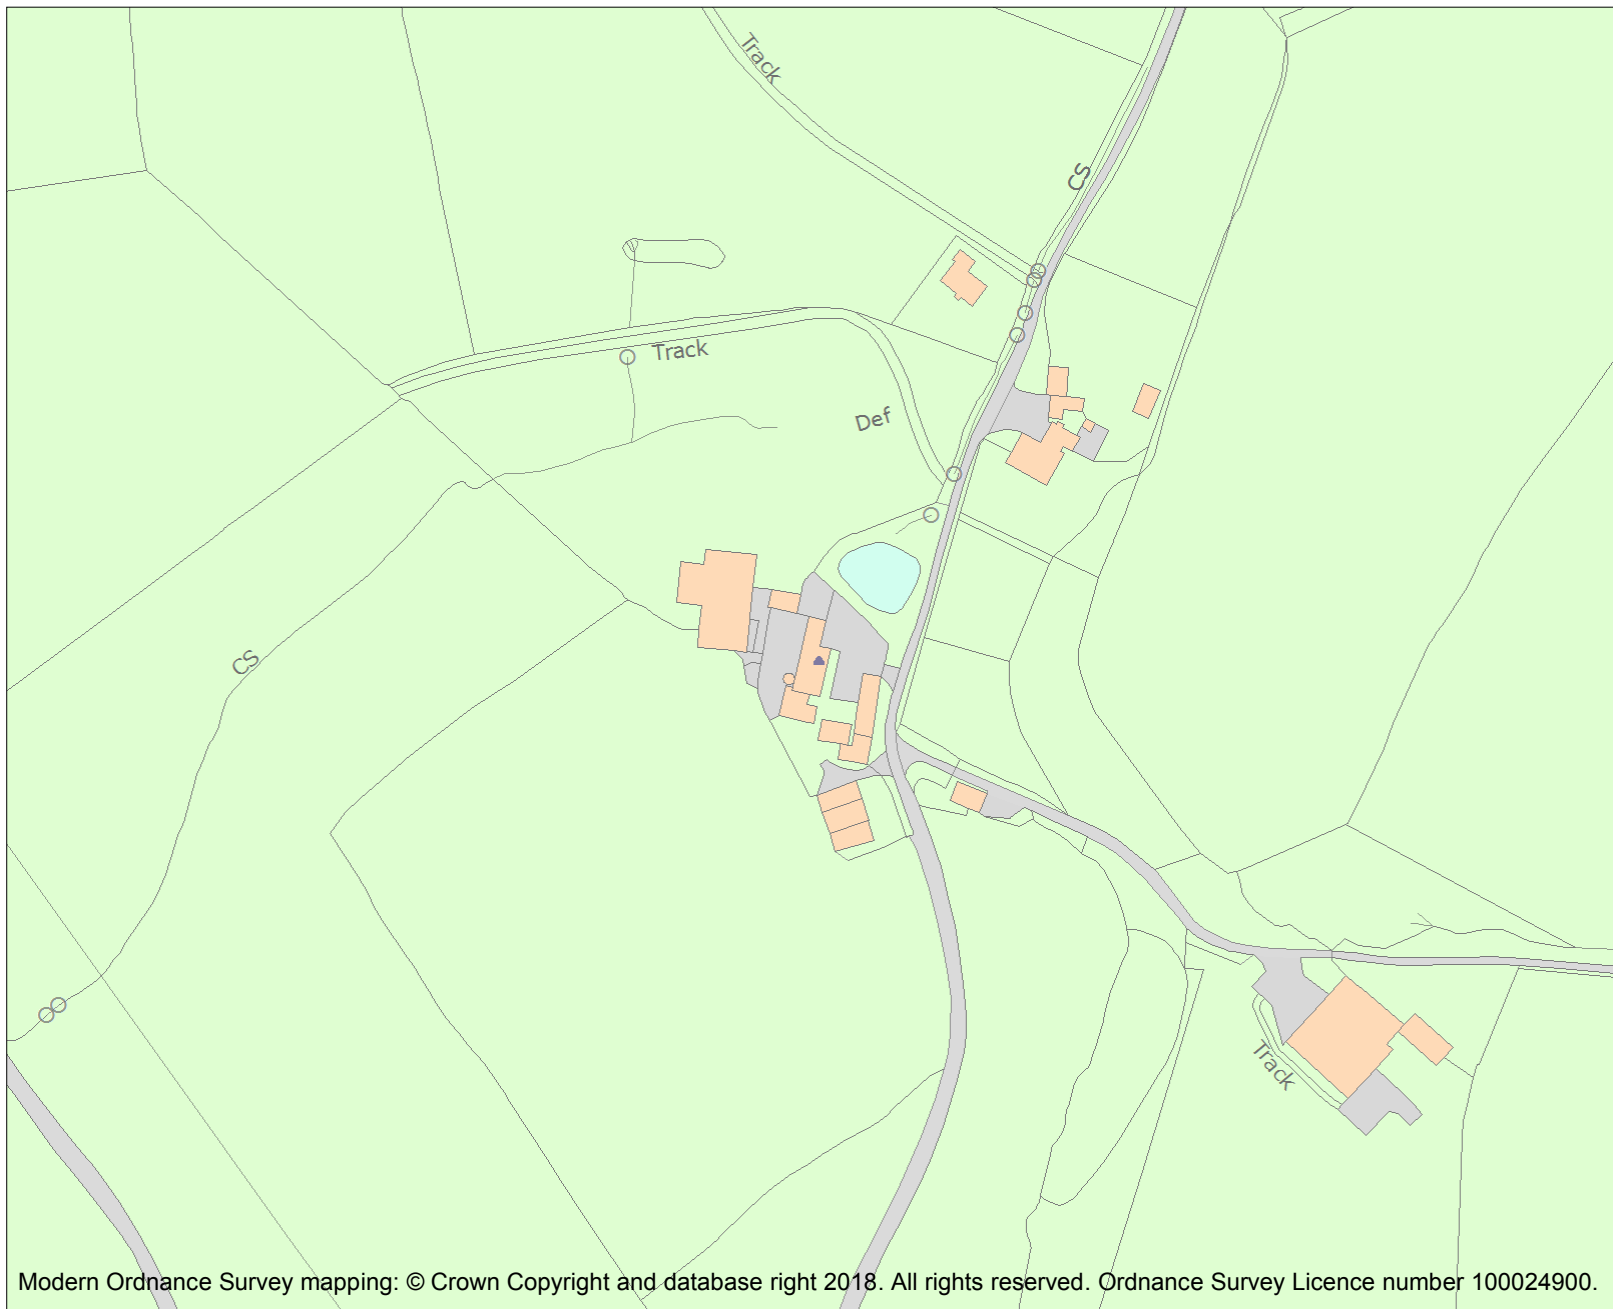 Track
CS
Track
Def
CS
Track
Modern Ordnance Survey mapping: © Crown Copyright and database right 2018. All rights reserved. Ordnance Survey Licence number 100024900.